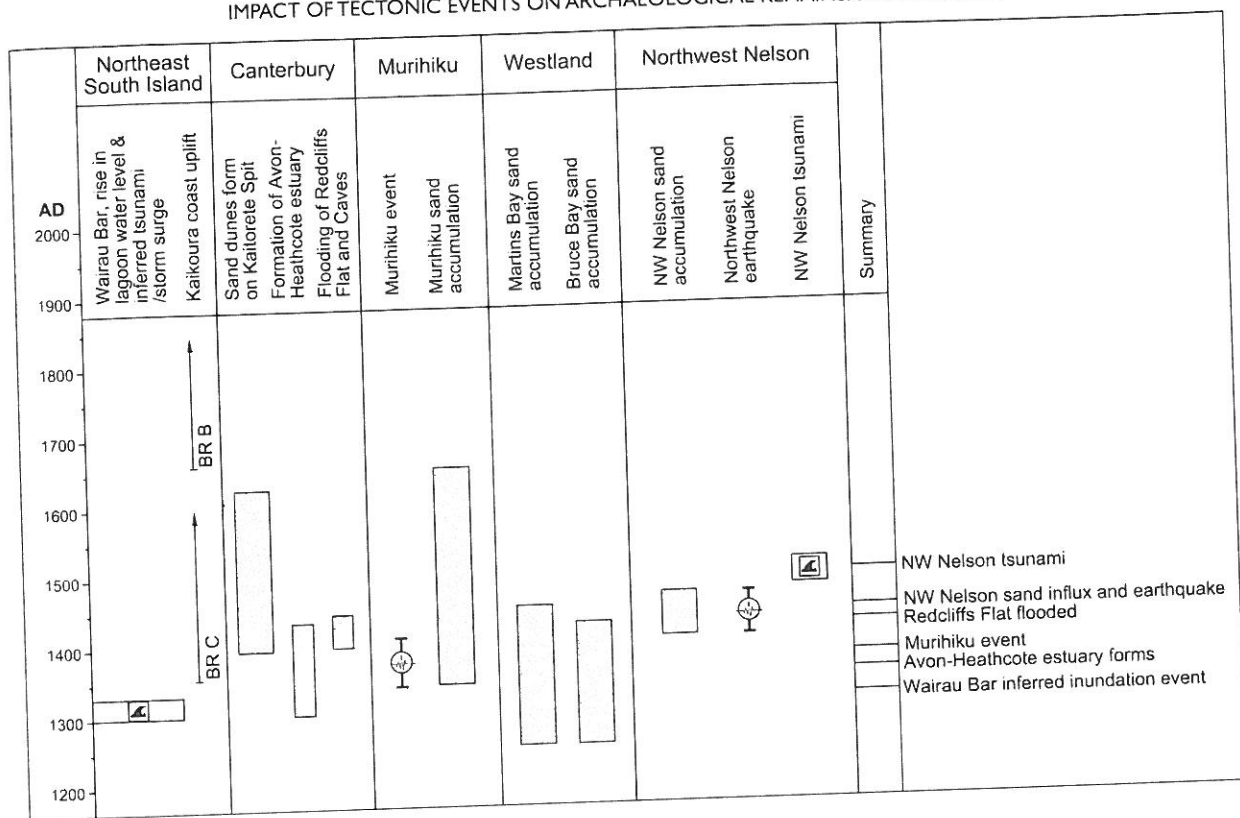 IMPACT OF TECTONIC EVENTS ON ARCHAEOLOGICAL
Northeast
South Island
Canterbury
Murihiku
Westland
Northwest Nelson
Wairau Bar, rise in
lagoon water level &
inferred tsunami
/storm surge
Kaikoura coast uplift
Sand dunes form
on Kaitorete Spit
Formation of Avon-
Heathcote estuary
Flooding of Redcliffs
Flat and Caves
Murihiku event
Murihiku sand
accumulation
Martins Bay sand
accumulation
Bruce Bay sand
accumulation
NW Nelson sand
accumulation
Northwest Nelson
earthquake
NW Nelson tsunami
Summary
AD
2000
1900
1800
1700
1600
1500
1400
1300
1200
BR B
BR C
NW Nelson tsunami
NW Nelson sand influx and earthquake
Redcliffs Flat flooded
Murihiku event
Avon-Heathcote estuary forms
Wairau Bar inferred inundation event